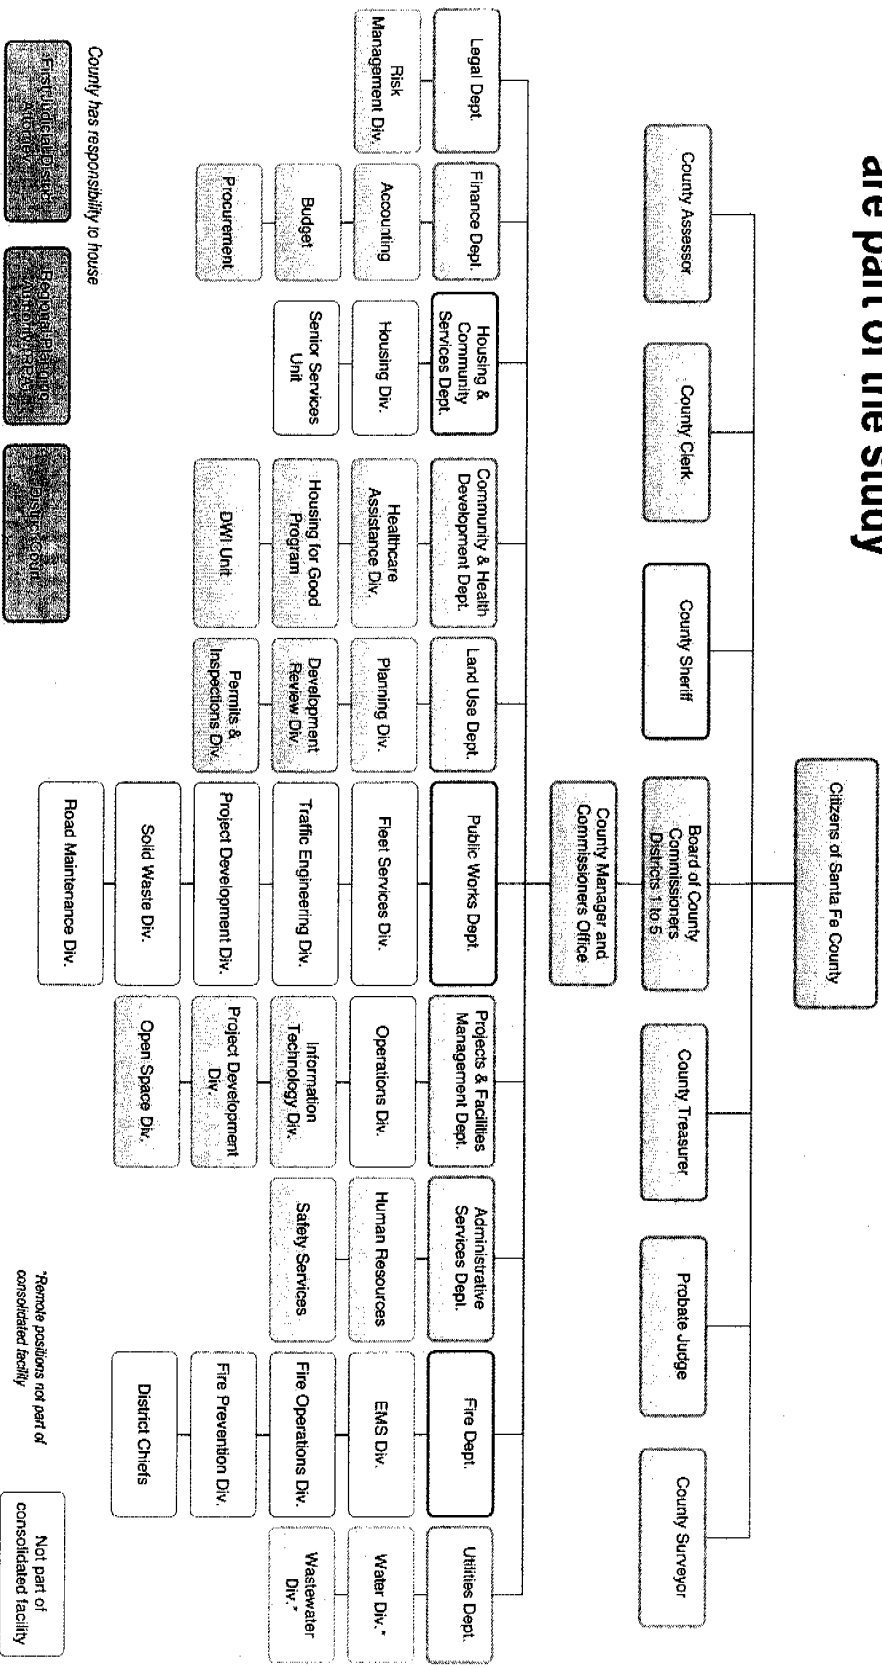 are part of the study
Citizens of Santa Fe County
County Assessor
County Clerk
County Sheriff
Board of County
Commissioners
Districts 1 to 5
County Treasurer
Probate Judge
County Surveyor
County Manager and
Commissioners Office
Legal Dept.
Risk
Management Div.
Finance Dept.
Accounting
Budget
Procurement
Housing &
Community
Services Dept.
Housing Div.
Senior Services
Unit
Community & Health
Development Dept.
Healthcare
Assistance Div.
Housing for Good
Program
DWI Unit
Land Use Dept.
Planning Div.
Development
Review Div.
Permits &
Inspections Div.
Public Works Dept.
Fleet Services Div.
Traffic Engineering Div.
Project Development Div.
Solid Waste Div.
Road Maintenance Div.
Projects & Facilities
Management Dept.
Operations Div.
Information
Technology Div.
Project Development
Div.
Open Space Div.
Administrative
Services Dept.
Human Resources
Safety Services
Fire Dept.
EMS Div.
Fire Operations Div.
Fire Prevention Div.
District Chiefs
Utilities Dept.
Water Div.*
Wastewater
Div.*
County has responsibility to house
First Judicial District
Attorney
Regional Planning
District Court
*Remote positions not part of
consolidated facility
Not part of
consolidated facility